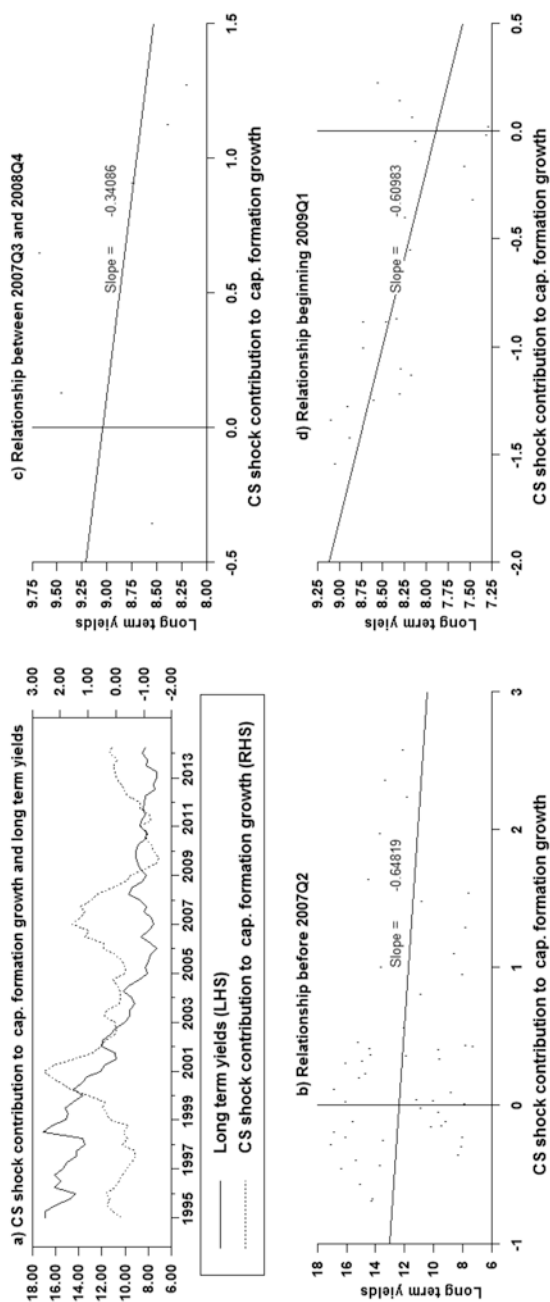 a) CS shock contribution to cap. formation growth and long term yields
18.00
16.00
14.00
12.00
10.00
8.00
6.00
3.00
2.00
1.00
0.00
-1.00
-2.00
1995 1997 1999 2001 2003 2005 2007 2009 2011 2013
Long term yields (LHS)
CS shock contribution to cap. formation growth (RHS)
c) Relationship between 2007Q3 and 2008Q4
Long term yields
9.75
9.50
9.25
9.00
8.75
8.50
8.25
8.00
Slope = -0.34086
-0.5 0.0 0.5 1.0 1.5
CS shock contribution to cap. formation growth
b) Relationship before 2007Q2
Long term yields
18
16
14
12
10
8
6
Slope = -0.64819
-1 0 1 2 3
CS shock contribution to cap. formation growth
d) Relationship beginning 2009Q1
Long term yields
9.25
9.00
8.75
8.50
8.25
8.00
7.75
7.50
7.25
Slope = -0.60983
-2.0 -1.5 -1.0 -0.5 0.0 0.5
CS shock contribution to cap. formation growth